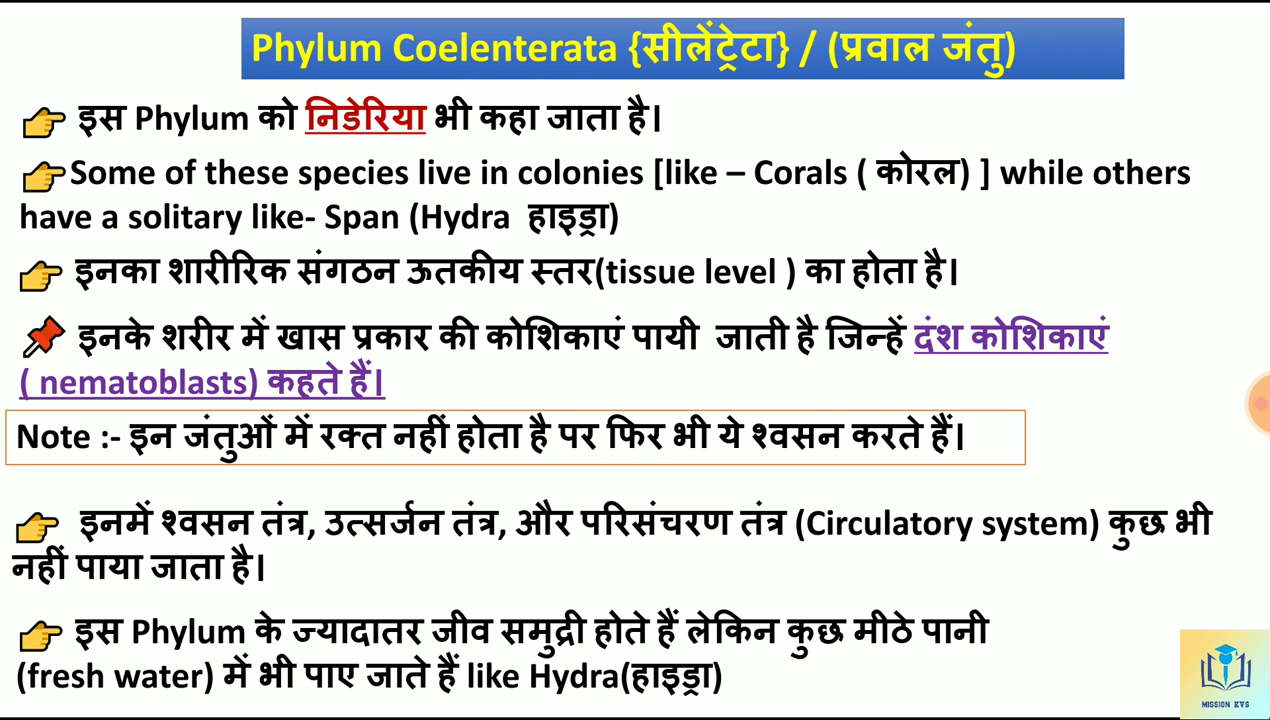 Phylum Coelenterata {सीलेंट्रेटा} / (प्रवाल जंतु)
इस Phylum को निडेरिया भी कहा जाता है।
Some of these species live in colonies [like – Corals ( कोरल) ] while others
have a solitary like- Span (Hydra हाइड्रा)
इनका शारीरिक संगठन ऊतकीय स्तर(tissue level ) का होता है।
इनके शरीर में खास प्रकार की कोशिकाएं पायी जाती है जिन्हें दंश कोशिकाएं
( nematoblasts) कहते हैं।
Note :- इन जंतुओं में रक्त नहीं होता है पर फिर भी ये श्वसन करते हैं।
इनमें श्वसन तंत्र, उत्सर्जन तंत्र, और परिसंचरण तंत्र (Circulatory system) कुछ भी
नहीं पाया जाता है।
इस Phylum के ज्यादातर जीव समुद्री होते हैं लेकिन कुछ मीठे पानी
(fresh water) में भी पाए जाते हैं like Hydra(हाइड्रा)
MISSION KVS